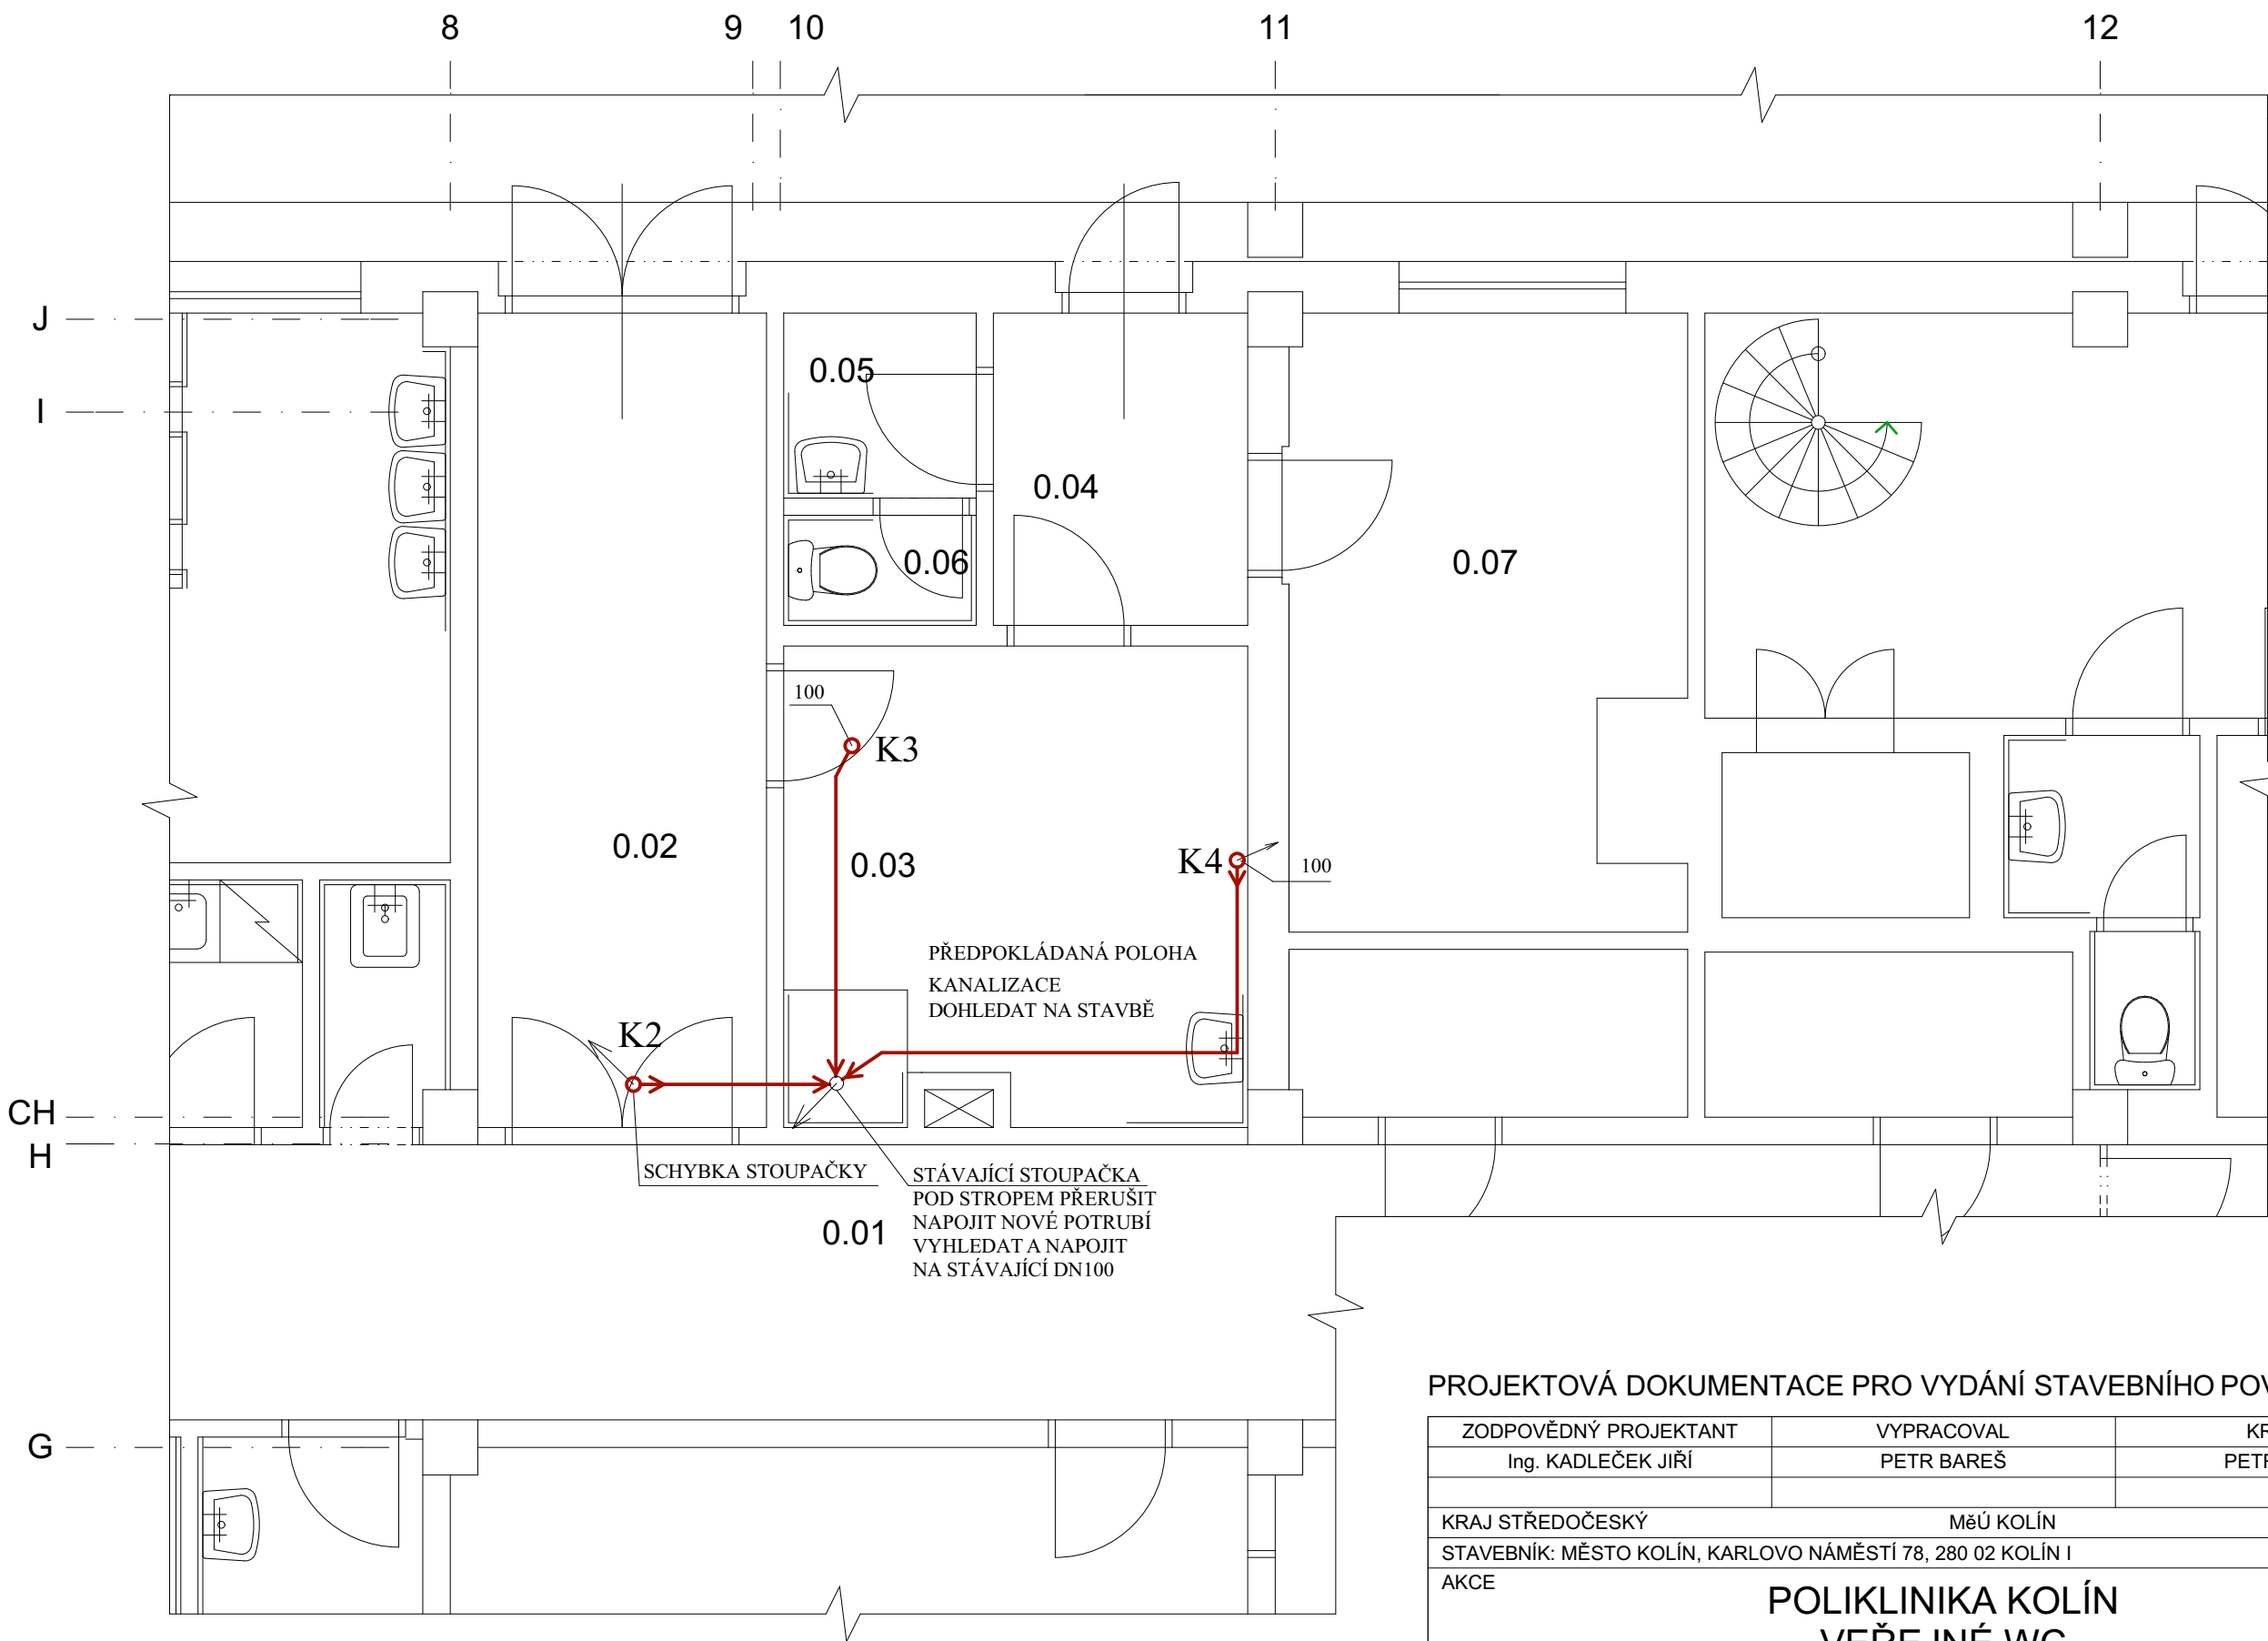 8 9 10 11 12
J
I
0.05
0.04
0.06
0.07
100
K3
0.02
0.03
K4
100
PŘEDPOKLÁDANÁ POLOHA
KANALIZACE
DOHLEDAT NA STAVBĚ
K2
CH
H
SCHYBKA STOUPAČKY
STÁVAJÍCÍ STOUPAČKA
POD STROPEM PŘERUŠIT
NAPOJIT NOVÉ POTRUBÍ
VYHLEDAT A NAPOJIT
NA STÁVAJÍCÍ DN100
0.01
G
PROJEKTOVÁ DOKUMENTACE PRO VYDÁNÍ STAVEBNÍHO
ZODPOVĚDNÝ PROJEKTANT VYPRACOVAL
Ing. KADLEČEK JIŘÍ PETR BAREŠ
KRAJ STŘEDOČESKÝ MěÚ KOLÍN
STAVEBNÍK: MĚSTO KOLÍN, KARLOVO NÁMĚSTÍ 78, 280 02 KOLÍN I
AKCE
POLIKLINIKA KOLÍN
VEŘEJNÉ WC